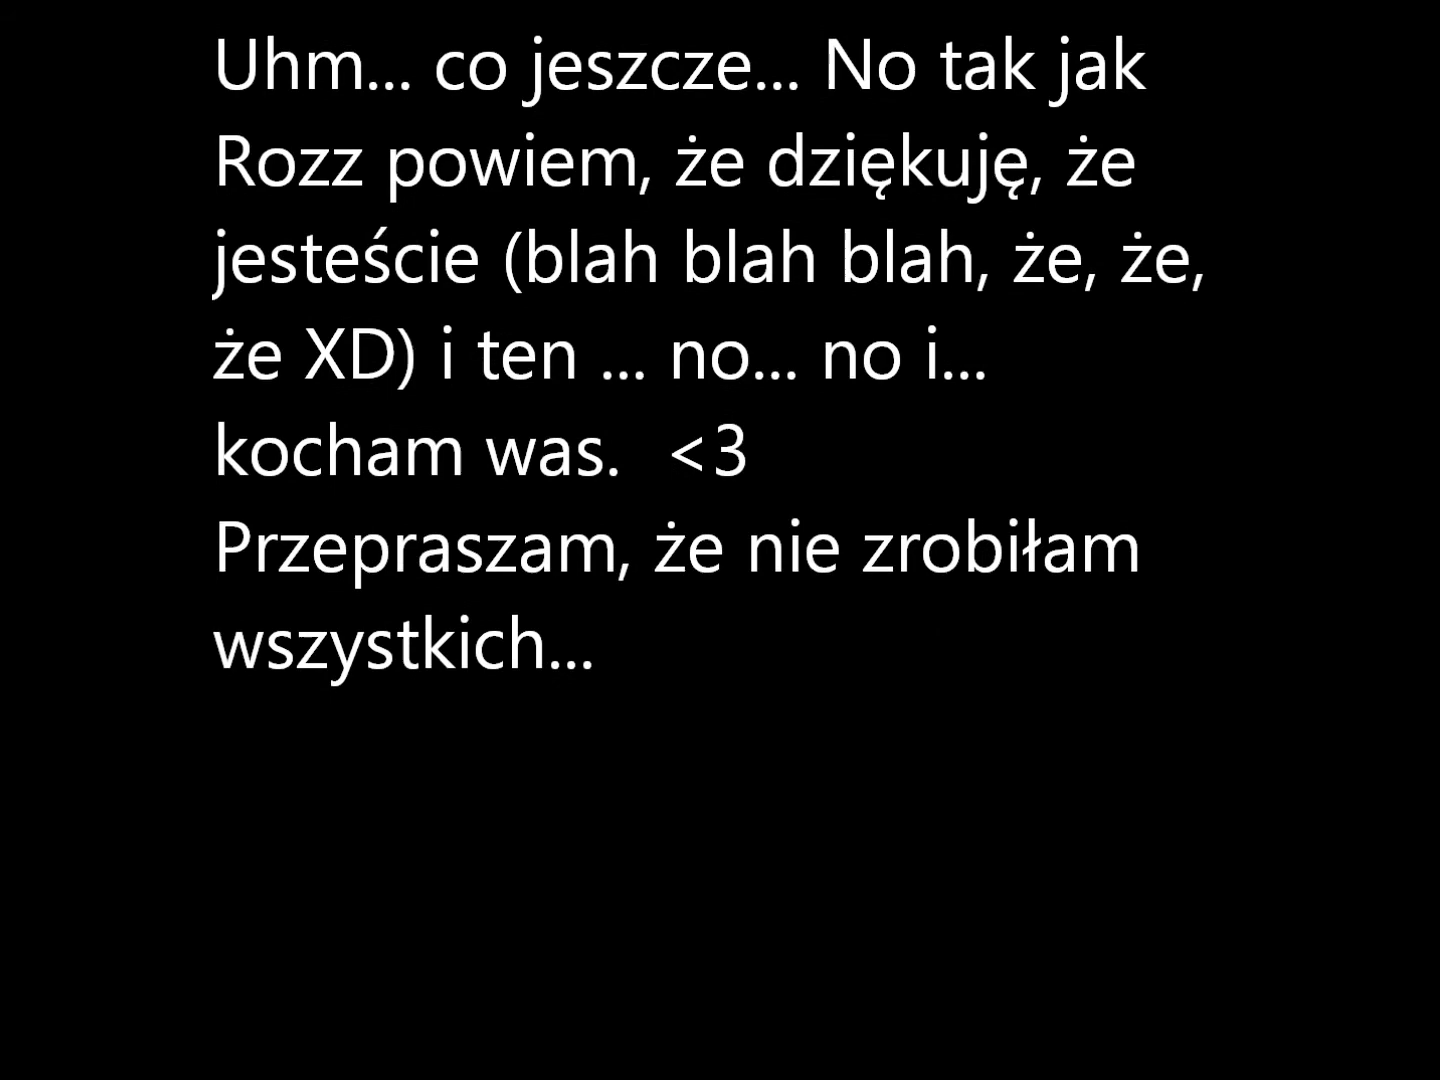 Uhm... co jeszcze... No tak jak
Rozz powiem, że dziękuję, że
jesteście (blah blah blah, że, że,
że XD) i ten ... no... no i...
kocham was.  <3
Przepraszam, że nie zrobiłam
wszystkich...